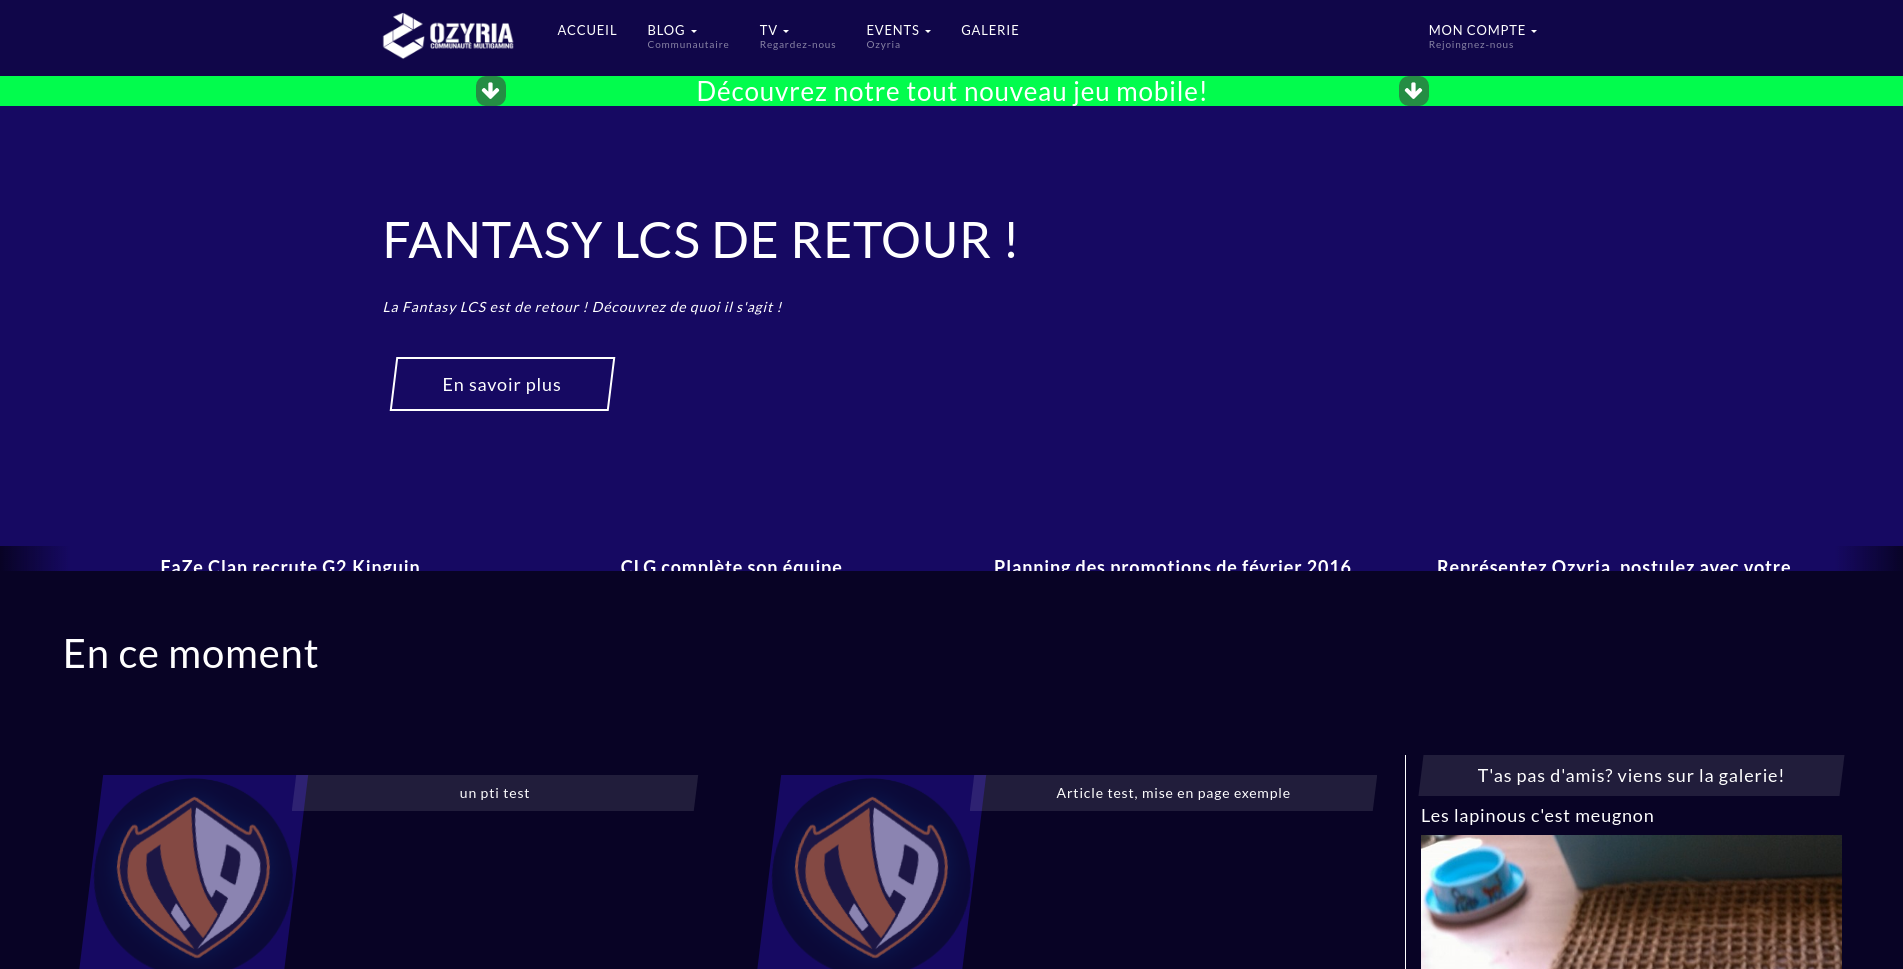 OZYRIA
COMMUNAUTÉ MULTIGAMING
ACCUEIL
BLOG
Communautaire
TV
Regardez-nous
EVENTS
Ozyria
GALERIE
MON COMPTE
Rejoingnez-nous
Découvrez notre tout nouveau jeu mobile!
FANTASY LCS DE RETOUR !
La Fantasy LCS est de retour ! Découvrez de quoi il s'agit !
En savoir plus
EaZe Clan recrute G2 Kinguin
CLG complète son équipe
Planning des promotions de février 2016
Représentez Ozyria, postulez avec votre
En ce moment
un pti test
Article test, mise en page exemple
T'as pas d'amis? viens sur la galerie!
Les lapinous c'est meugnon